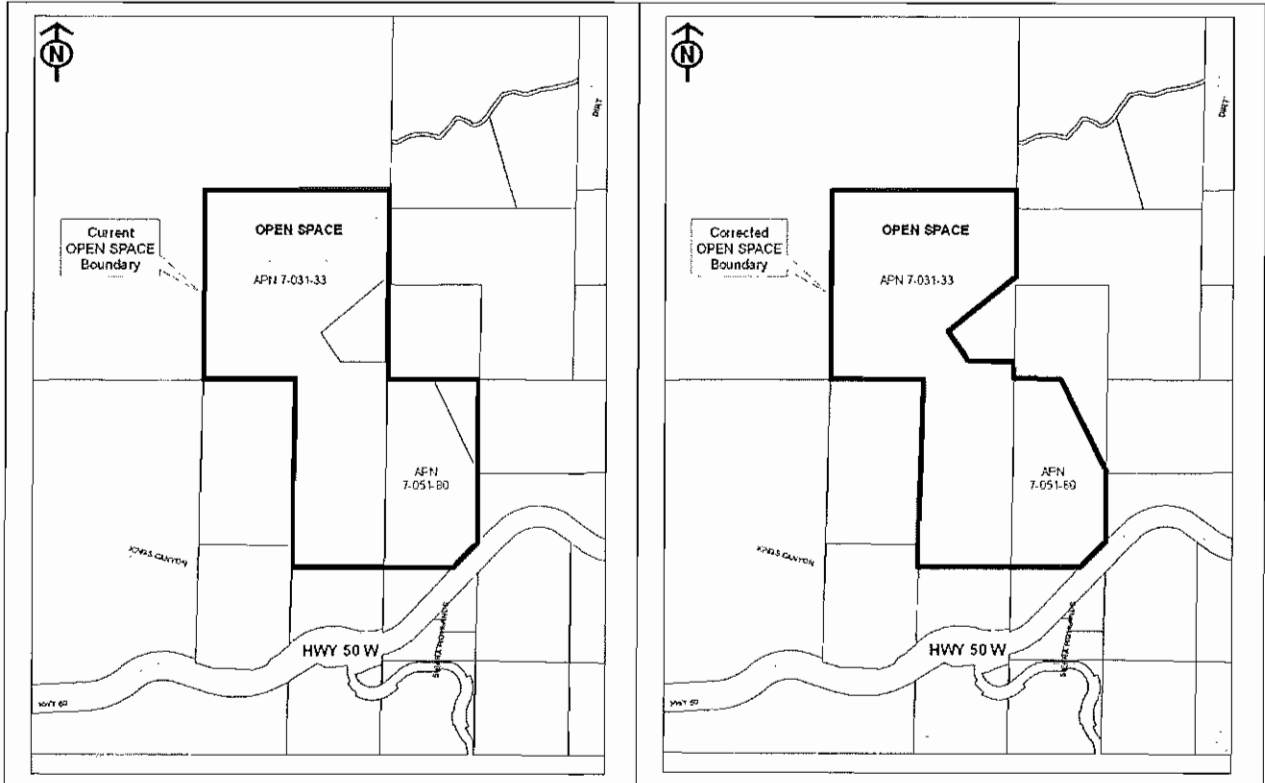 N
DIRT
Current
OPEN SPACE
Boundary
OPEN SPACE
APN 7-031-33
APN
7-051-80
KINGS CANYON
HWY 50 W
HWY 50
N
DIRT
Corrected
OPEN SPACE
Boundary
OPEN SPACE
APN 7-031-33
APN
7-051-80
KINGS CANYON
HWY 50 W
HWY 50